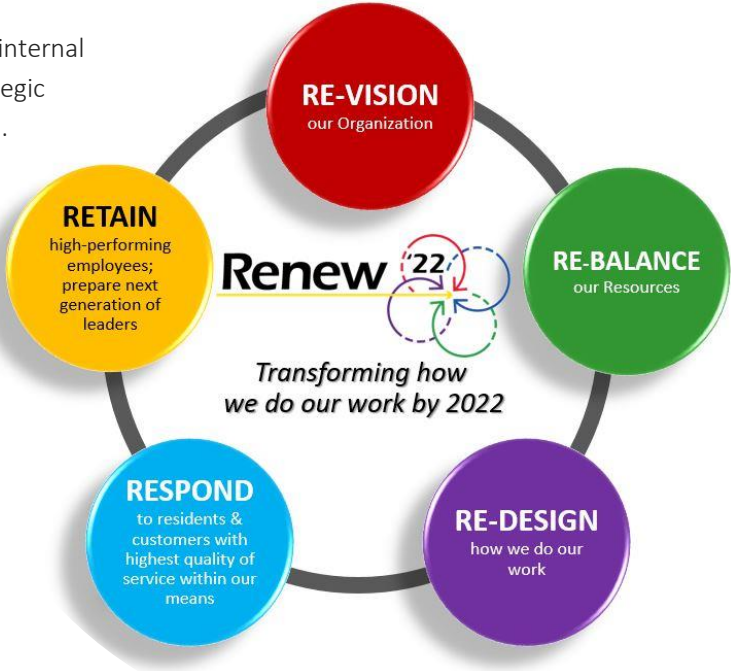 internal
egic
.
RE-VISION
our Organization
RE-BALANCE
our Resources
RE-DESIGN
how we do our
work
RESPOND
to residents &
customers with
highest quality of
service within our
means
RETAIN
high-performing
employees;
prepare next
generation of
leaders
Renew '22
Transforming how
we do our work by 2022